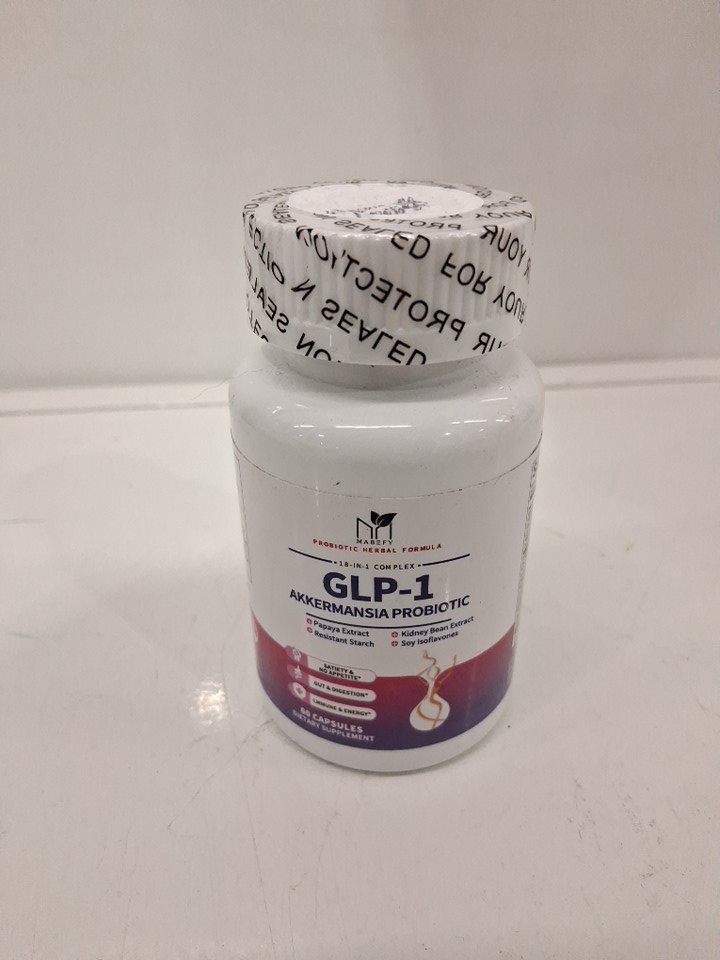 SEALED FOR YOUR PROTECTION
SEALED
MABEFY
PROBIOTIC HERBAL FORMULA
18-IN-1 COMPLEX
GLP-1
AKKERMANSIA PROBIOTIC
Papaya Extract
Kidney Bean Extract
Resistant Starch
Soy Isoflavones
SATIETY &
NO APPETITE*
GUT & DIGESTION*
IMMUNE & ENERGY*
60 CAPSULES
DIETARY SUPPLEMENT